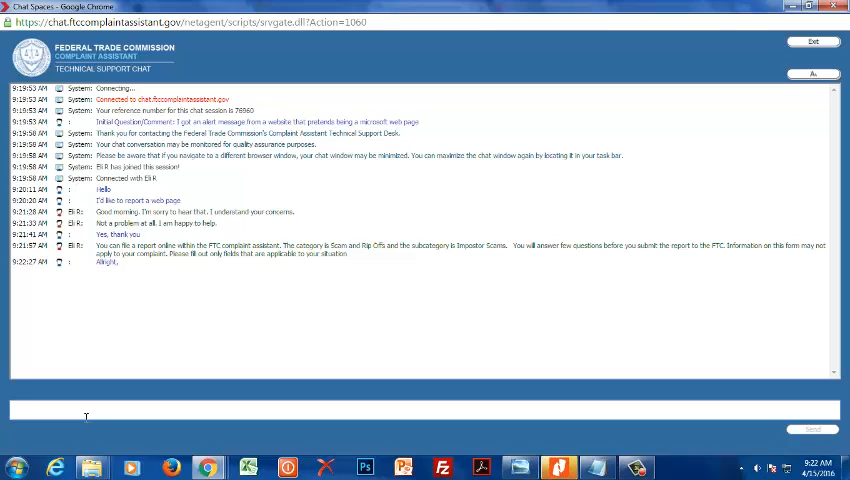 Chat Spaces - Google Chrome
https://chat.ftccomplaintassistant.gov/netagent/scripts/srvgate.dll?Action=1060
FEDERAL TRADE COMMISSION
COMPLAINT ASSISTANT
TECHNICAL SUPPORT CHAT
Exit
AA
9:19:53 AM System: Connecting...
9:19:53 AM System: Connected to chat.ftccomplaintassistant.gov
9:19:53 AM System: Your reference number for this chat session is 76960
9:19:53 AM : Initial Question/Comment: I got an alert message from a website that pretends being a microsoft web page
9:19:58 AM System: Thank you for contacting the Federal Trade Commission's Complaint Assistant Technical Support Desk.
9:19:58 AM System: Your chat conversation may be monitored for quality assurance purposes.
9:19:58 AM System: Please be aware that if you navigate to a different browser window, your chat window may be minimized. You can maximize the chat window again by locating it in your task bar.
9:19:58 AM System: Eli R has joined this session!
9:19:58 AM System: Connected with Eli R
9:20:11 AM : Hello
9:20:20 AM : I'd like to report a web page
9:21:28 AM Eli R: Good morning. I'm sorry to hear that. I understand your concerns.
9:21:33 AM Eli R: Not a problem at all. I am happy to help.
9:21:41 AM : Yes, thank you
9:21:57 AM Eli R: You can file a report online within the FTC complaint assistant. The category is Scam and Rip Offs and the subcategory is Impostor Scams. You will answer few questions before you submit the report to the FTC. Information on this form may not
apply to your complaint. Please fill out only fields that are applicable to your situation
9:22:27 AM : Allright,
Send
Ps
Fz
9:22 AM
4/15/2016